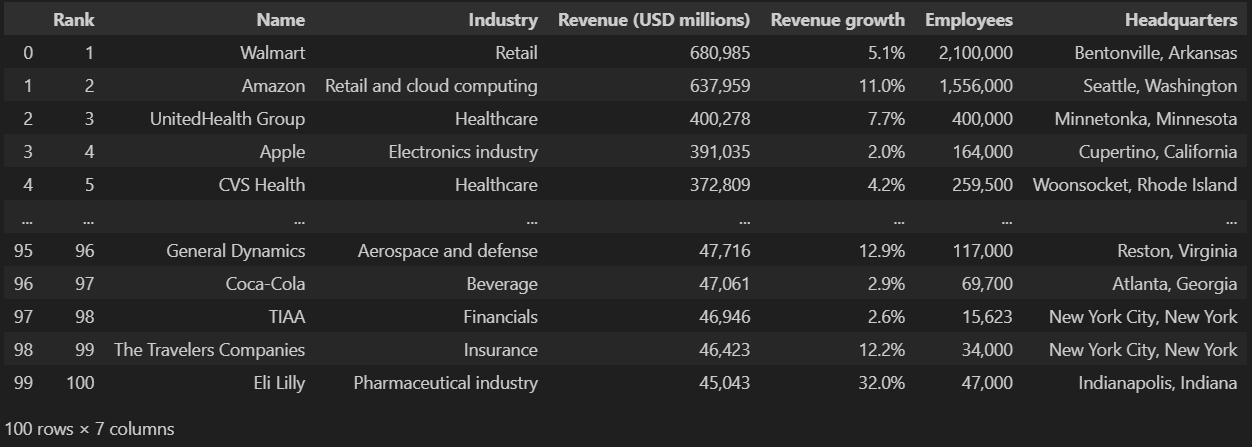 Rank Name Industry Revenue (USD millions) Revenue growth Employees Headquarters
0 1 Walmart Retail 680,985 5.1% 2,100,000 Bentonville, Arkansas
1 2 Amazon Retail and cloud computing 637,959 11.0% 1,556,000 Seattle, Washington
2 3 UnitedHealth Group Healthcare 400,278 7.7% 400,000 Minnetonka, Minnesota
3 4 Apple Electronics industry 391,035 2.0% 164,000 Cupertino, California
4 5 CVS Health Healthcare 372,809 4.2% 259,500 Woonsocket, Rhode Island
... ... ... ... ... ... ... ...
95 96 General Dynamics Aerospace and defense 47,716 12.9% 117,000 Reston, Virginia
96 97 Coca-Cola Beverage 47,061 2.9% 69,700 Atlanta, Georgia
97 98 TIAA Financials 46,946 2.6% 15,623 New York City, New York
98 99 The Travelers Companies Insurance 46,423 12.2% 34,000 New York City, New York
99 100 Eli Lilly Pharmaceutical industry 45,043 32.0% 47,000 Indianapolis, Indiana
100 rows × 7 columns